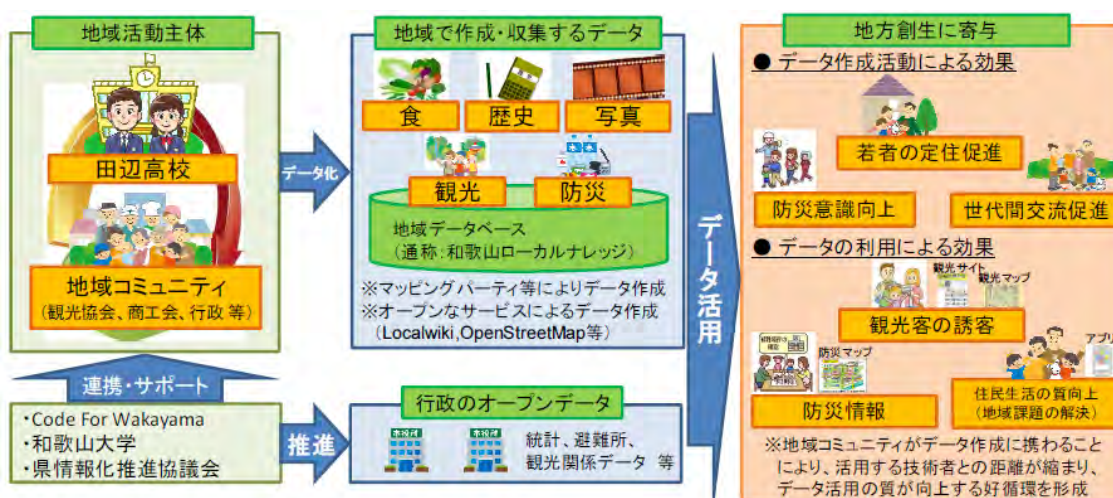 地域活動主体
田辺高校
地域コミュニティ
(観光協会、商工会、行政 等)
連携・サポート
・Code For Wakayama
・和歌山大学
・県情報化推進協議会
データ化
推進
地域で作成・収集するデータ
食
歴史
写真
観光
防災
地域データベース
(通称:和歌山ローカルナレッジ)
※マッピングパーティ等によりデータ作成
※オープンなサービスによるデータ作成
(Localwiki,OpenStreetMap等)
行政のオープンデータ
市役所
市役所
統計、避難所、
観光関係データ 等
データ活用
地方創生に寄与
● データ作成活動による効果
若者の定住促進
防災意識向上
世代間交流促進
● データの利用による効果
観光サイト
観光マップ
観光客の誘客
防災マップ
アプリ
防災情報
住民生活の質向上
(地域課題の解決)
※地域コミュニティがデータ作成に携わること
により、活用する技術者との距離が縮まり、
データ活用の質が向上する好循環を形成